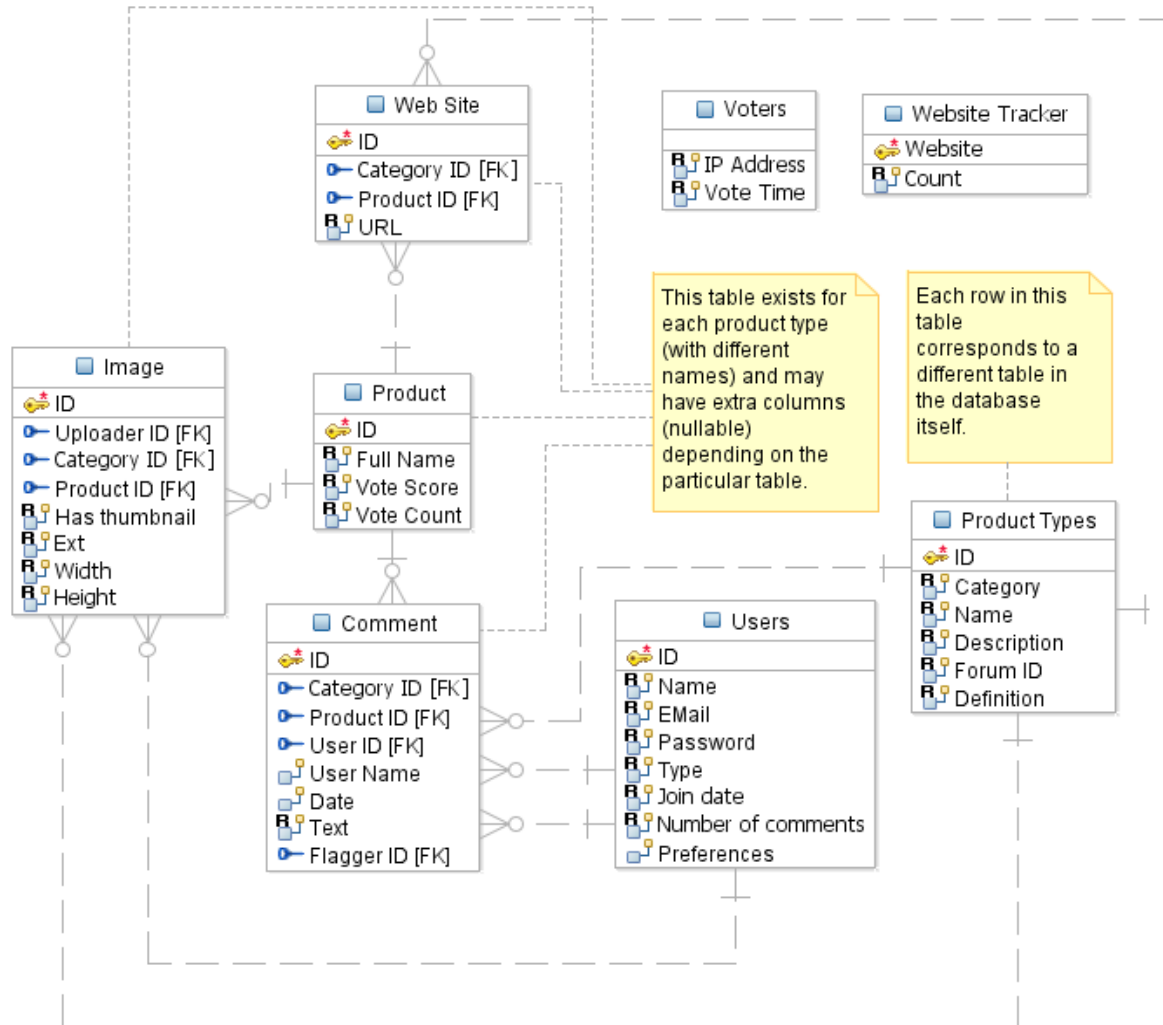 Web Site
ID
Category ID [FK]
Product ID [FK]
R URL
Voters
R IP Address
R Vote Time
Website Tracker
Website
R Count
This table exists for
each product type
(with different
names) and may
have extra columns
(nullable)
depending on the
particular table.
Each row in this
table
corresponds to a
different table in
the database
itself.
Image
ID
Uploader ID [FK]
Category ID [FK]
Product ID [FK]
R Has thumbnail
R Ext
R Width
R Height
Product
ID
R Full Name
R Vote Score
R Vote Count
Product Types
ID
R Category
R Name
R Description
R Forum ID
R Definition
Comment
ID
Category ID [FK]
Product ID [FK]
User ID [FK]
User Name
Date
R Text
Flagger ID [FK]
Users
ID
R Name
R EMail
R Password
R Type
R Join date
R Number of comments
Preferences